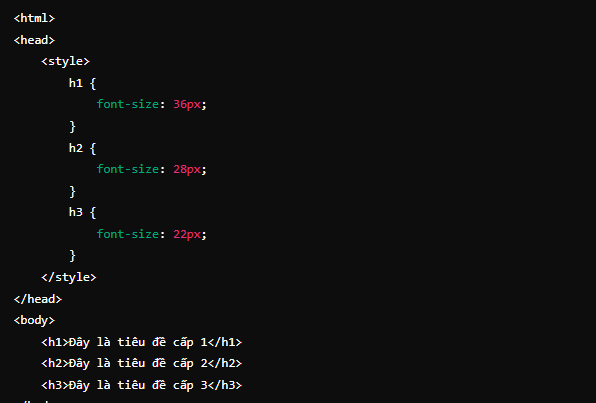 <html>
<head>
<style>
h1 {
font-size: 36px;
}
h2 {
font-size: 28px;
}
h3 {
font-size: 22px;
}
</style>
</head>
<body>
<h1>Đây là tiêu đề cấp 1</h1>
<h2>Đây là tiêu đề cấp 2</h2>
<h3>Đây là tiêu đề cấp 3</h3>